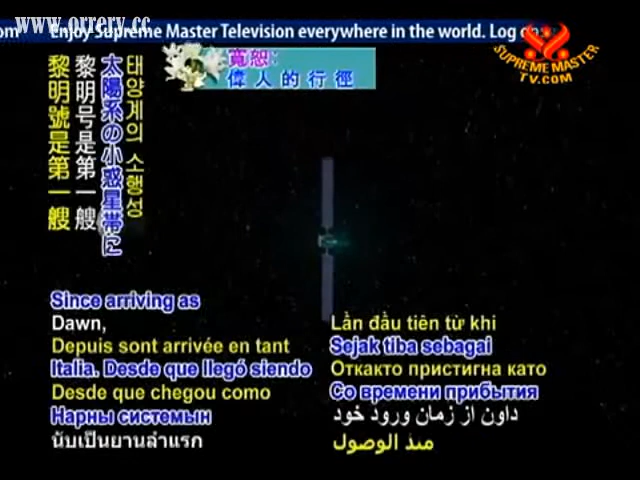 www.orrery.cc
om
Enjoy Supreme Master Television everywhere in the world. Log on:
SUPREME MASTER
TV.COM
寬恕:
偉人的行徑
태양계의 소행성
太陽系の小惑星帯に
黎明号是第一艘
黎明號是第一艘
Since arriving as
Dawn,
Depuis sont arrivée en tant
Italia. Desde que llegó siendo
Desde que chegou como
Нарны системын
นับเป็นยานลำแรก
Lần đầu tiên từ khi
Sejak tiba sebagai
Откакто пристигна като
Со времени прибытия
داون از زمان ورود خود
منذ الوصول